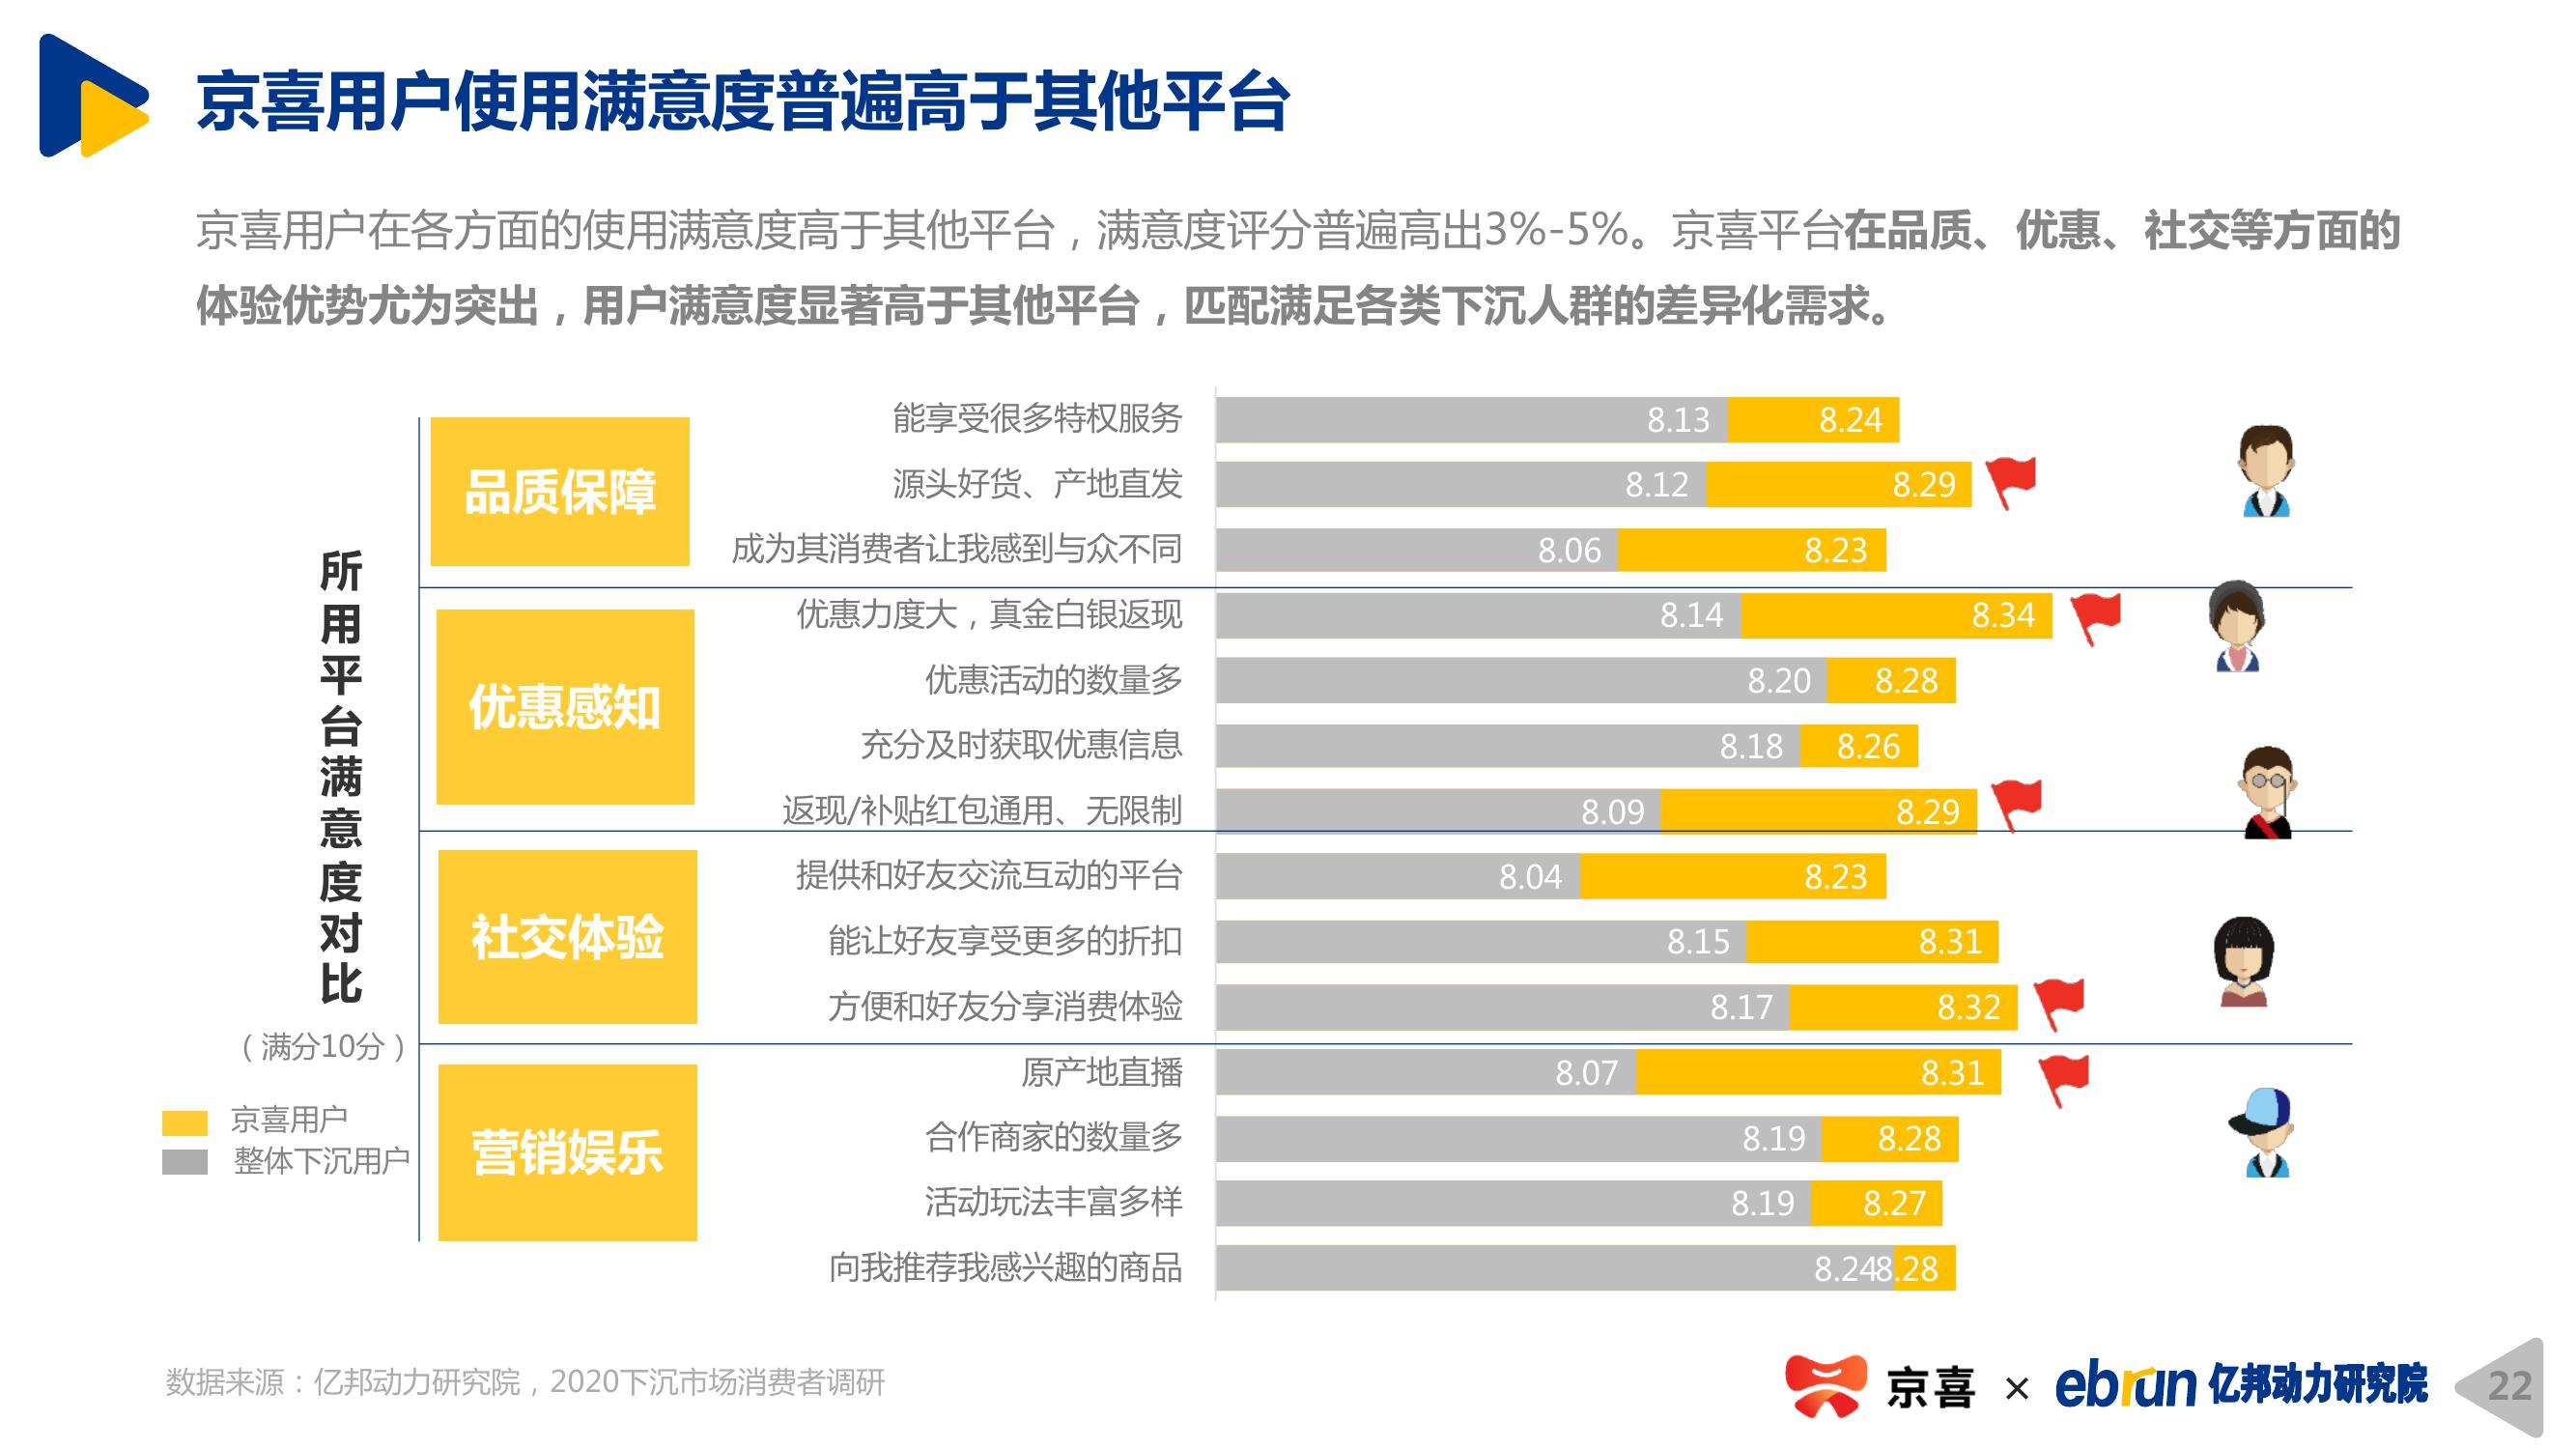 京喜用户使用满意度普遍高于其他平台
京喜用户在各方面的使用满意度高于其他平台，满意度评分普遍高出3%-5%。京喜平台在品质、优惠、社交等方面的
体验优势尤为突出，用户满意度显著高于其他平台，匹配满足各类下沉人群的差异化需求。
所用平台满意度对比
（满分10分）
京喜用户
整体下沉用户
品质保障
能享受很多特权服务 8.13 8.24
源头好货、产地直发 8.12 8.29
成为其消费者让我感到与众不同 8.06 8.23
优惠感知
优惠力度大，真金白银返现 8.14 8.34
优惠活动的数量多 8.20 8.28
充分及时获取优惠信息 8.18 8.26
返现/补贴红包通用、无限制 8.09 8.29
社交体验
提供和好友交流互动的平台 8.04 8.23
能让好友享受更多的折扣 8.15 8.31
方便和好友分享消费体验 8.17 8.32
营销娱乐
原产地直播 8.07 8.31
合作商家的数量多 8.19 8.28
活动玩法丰富多样 8.19 8.27
向我推荐我感兴趣的商品 8.24 8.28
数据来源：亿邦动力研究院，2020下沉市场消费者调研
京喜 × ebrun 亿邦动力研究院
22